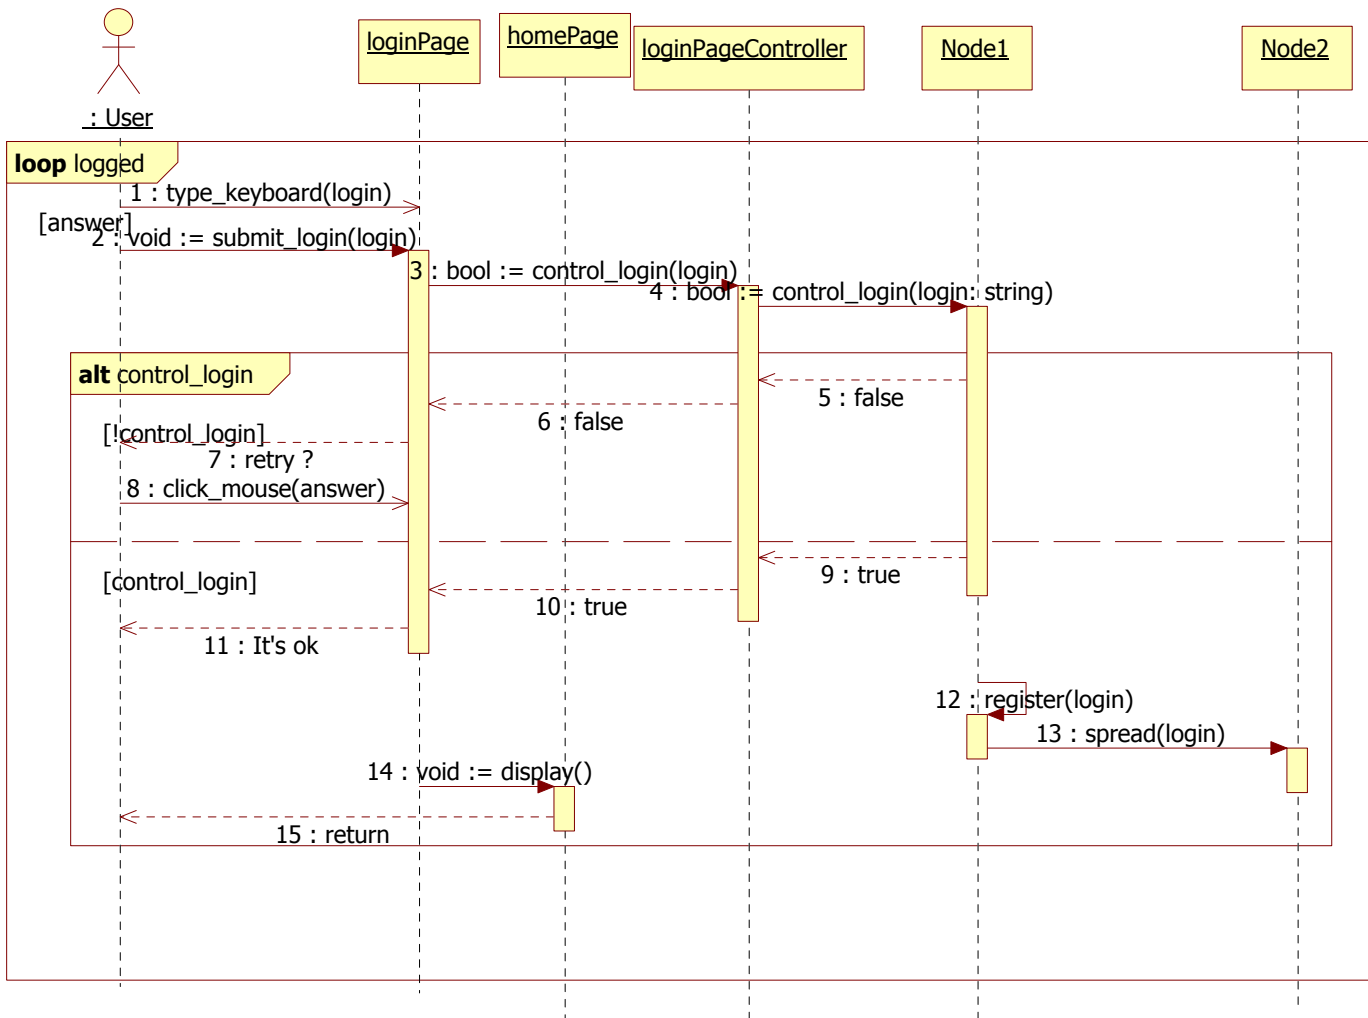 loginPage
homePage
loginPageController
Node1
Node2
: User
loop logged
1 : type_keyboard(login)
[answer]
2 : void := submit_login(login)
3 : bool := control_login(login)
4 : bool := control_login(login: string)
alt control_login
5 : false
6 : false
[!control_login]
7 : retry ?
8 : click_mouse(answer)
9 : true
[control_login]
10 : true
11 : It's ok
12 : register(login)
13 : spread(login)
14 : void := display()
15 : return